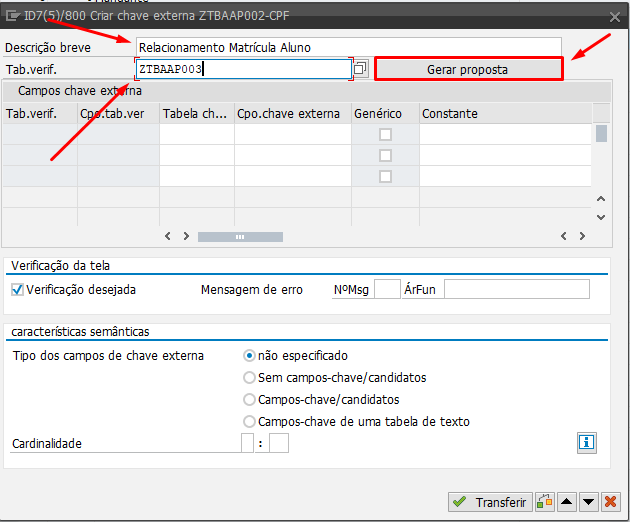 ID7(5)/800 Criar chave externa ZTBAAP002-CPF
Descrição breve Relacionamento Matrícula Aluno
Tab.verif. ZTBAAP003 Gerar proposta
Campos chave externa
Tab.verif. Cpo.tab.ver Tabela ch... Cpo.chave externa Genérico Constante
Verificação da tela
Verificação desejada Mensagem de erro NºMsg ÁrFun
características semânticas
Tipo dos campos de chave externa não especificado
Sem campos-chave/candidatos
Campos-chave/candidatos
Campos-chave de uma tabela de texto
Cardinalidade :
Transferir